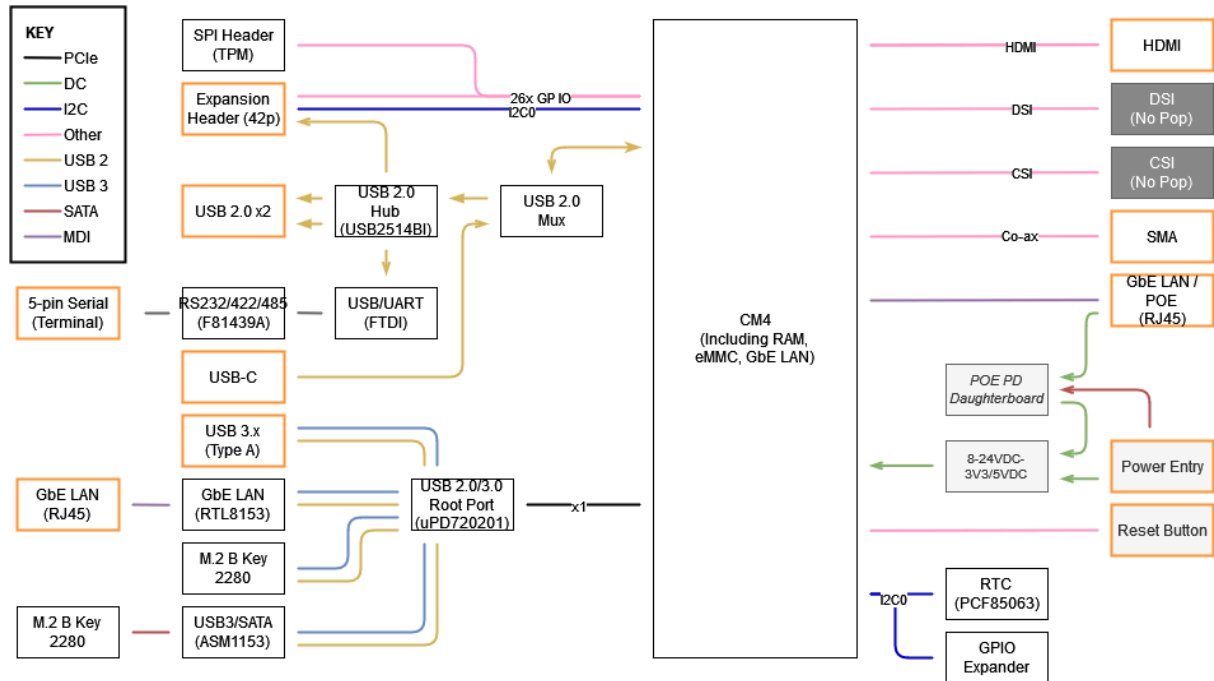 KEY
PCIe
DC
I2C
Other
USB 2
USB 3
SATA
MDI
SPI Header
(TPM)
Expansion
Header (42p)
26x GPIO
I2C0
USB 2.0 x2
USB 2.0
Hub
(USB2514BI)
USB 2.0
Mux
5-pin Serial
(Terminal)
RS232/422/485
(F81439A)
USB/UART
(FTDI)
USB-C
USB 3.x
(Type A)
GbE LAN
(RJ45)
GbE LAN
(RTL8153)
USB 2.0/3.0
Root Port
(uPD720201)
x1
M.2 B Key
2280
M.2 B Key
2280
USB3/SATA
(ASM1153)
CM4
(Including RAM,
eMMC, GbE LAN)
HDMI
HDMI
DSI
DSI
(No Pop)
CSI
CSI
(No Pop)
Co-ax
SMA
GbE LAN /
POE
(RJ45)
POE PD
Daughterboard
8-24VDC-
3V3/5VDC
Power Entry
Reset Button
I2C0
RTC
(PCF85063)
GPIO
Expander